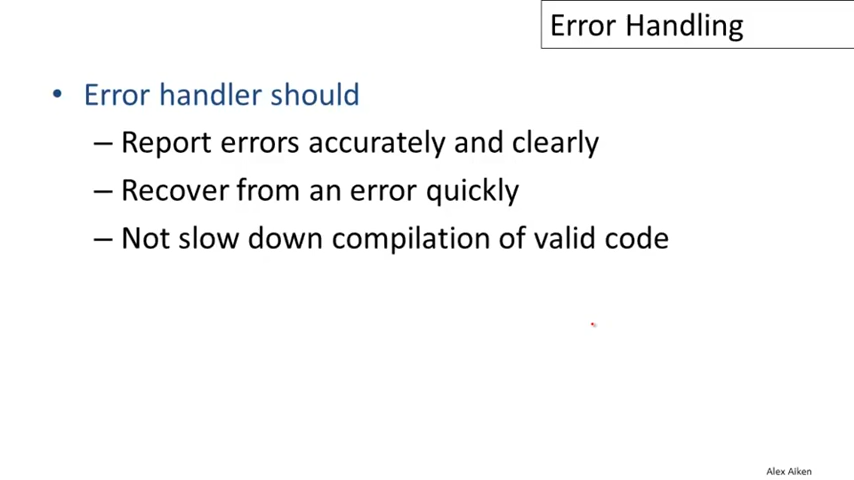 Error Handling
• Error handler should
– Report errors accurately and clearly
– Recover from an error quickly
– Not slow down compilation of valid code
Alex Aiken